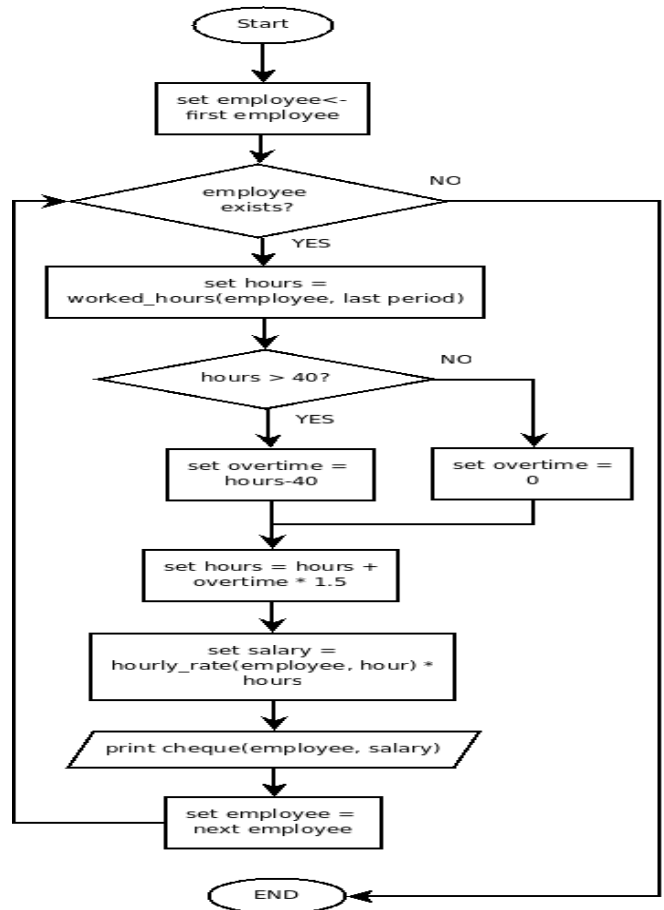 Start
set employee<-
first employee
employee
exists?
NO
YES
set hours =
worked_hours(employee, last period)
hours > 40?
NO
YES
set overtime =
hours-40
set overtime =
0
set hours = hours +
overtime * 1.5
set salary =
hourly_rate(employee, hour) *
hours
print cheque(employee, salary)
set employee =
next employee
END